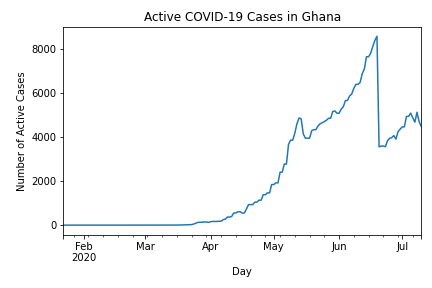 Active COVID-19 Cases in Ghana
Number of Active Cases
8000
6000
4000
2000
0
Feb Mar Apr May Jun Jul
2020
Day